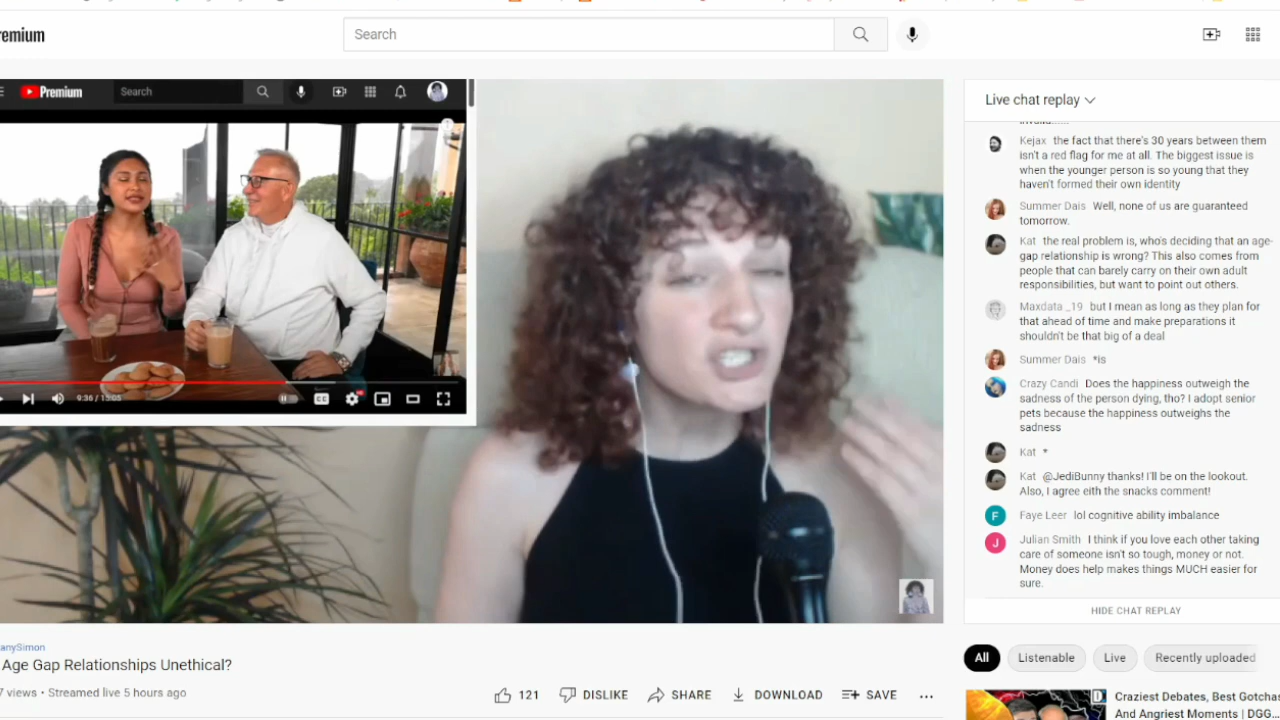 remium
Search
Premium
Search
9:36 / 15:05
CC
Live chat replay
invalid......
Kejax the fact that there's 30 years between them
isn't a red flag for me at all. The biggest issue is
when the younger person is so young that they
haven't formed their own identity
Summer Dais Well, none of us are guaranteed
tomorrow.
Kat the real problem is, who's deciding that an age-
gap relationship is wrong? This also comes from
people that can barely carry on their own adult
responsibilities, but want to point out others.
Maxdata _19 but I mean as long as they plan for
that ahead of time and make preparations it
shouldn't be that big of a deal
Summer Dais *is
Crazy Candi Does the happiness outweigh the
sadness of the person dying, tho? I adopt senior
pets because the happiness outweighs the
sadness
Kat *
Kat @JediBunny thanks! I'll be on the lookout.
Also, I agree eith the snacks comment!
F
Faye Leer lol cognitive ability imbalance
J
Julian Smith I think if you love each other taking
care of someone isn't so tough, money or not.
Money does help makes things MUCH easier for
sure.
HIDE CHAT REPLAY
anySimon
Age Gap Relationships Unethical?
7 views • Streamed live 5 hours ago
121
DISLIKE
SHARE
DOWNLOAD
SAVE
All
Listenable
Live
Recently uploaded
D
Craziest Debates, Best Gotchas
And Angriest Moments | DGG...